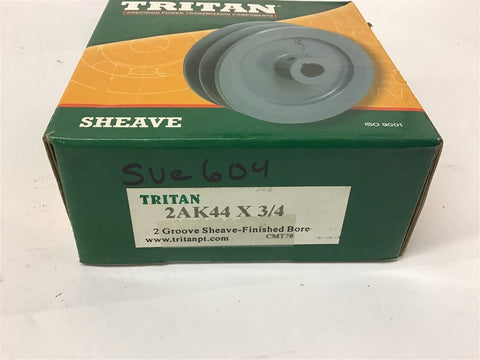 TRITAN
PRECISION POWER TRANSMISSION COMPONENTS
SHEAVE
ISO 9001
Sue 604
TRITAN
2AK44 X 3/4
2 Groove Sheave-Finished Bore
www.tritanpt.com
CMT70